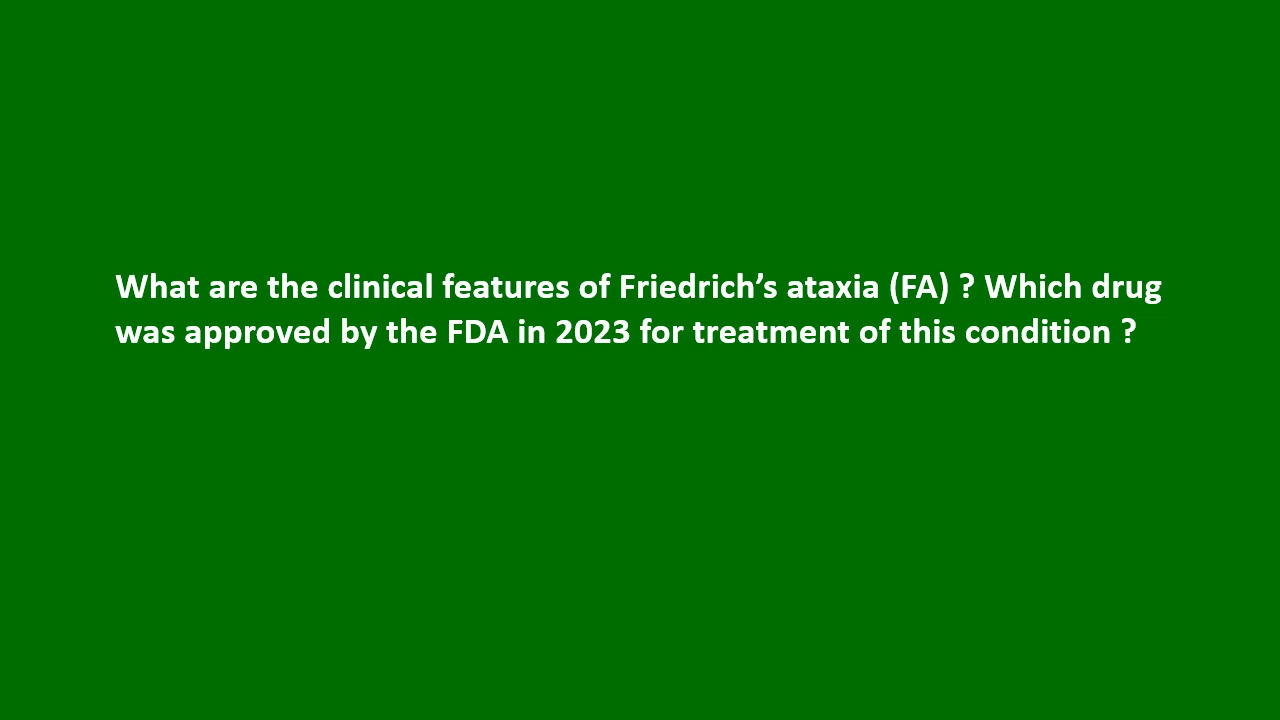 What are the clinical features of Friedrich’s ataxia (FA) ? Which drug
was approved by the FDA in 2023 for treatment of this condition ?